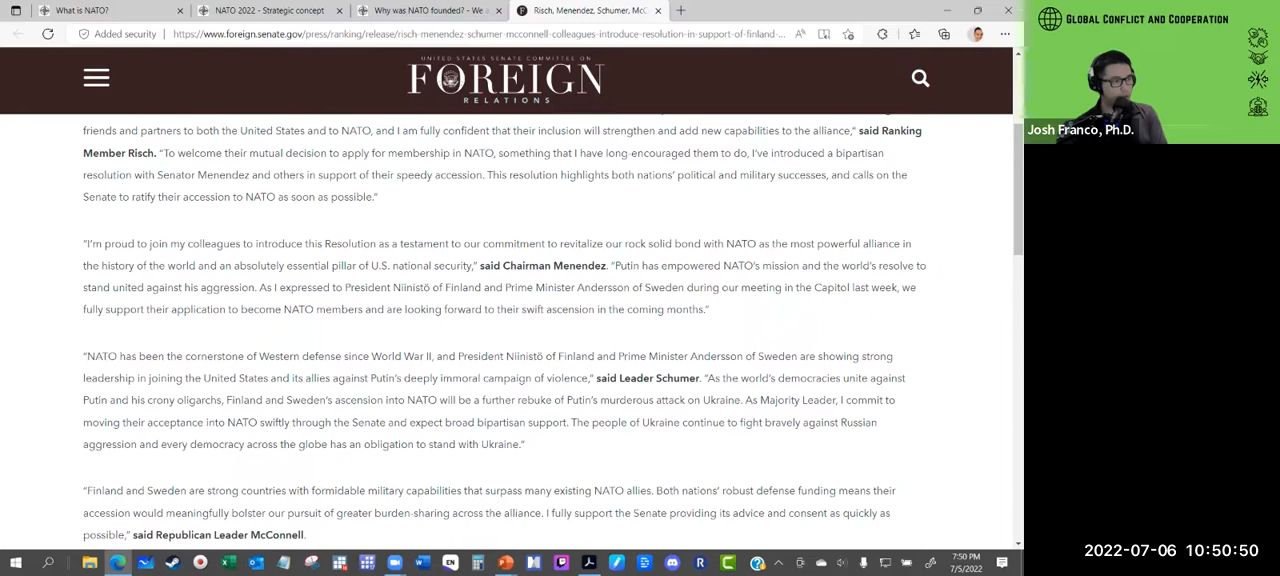 What is NATO?
NATO 2022 - Strategic concept
Why was NATO founded? - We a
Risch, Menendez, Schumer, McC
Added security
https://www.foreign.senate.gov/press/ranking/release/risch-menendez-schumer-mcconnell-colleagues-introduce-resolution-in-support-of-finland-...
UNITED STATES SENATE COMMITTEE ON
FOREIGN
RELATIONS
friends and partners to both the United States and to NATO, and I am fully confident that their inclusion will strengthen and add new capabilities to the alliance,” said Ranking
Member Risch. “To welcome their mutual decision to apply for membership in NATO, something that I have long-encouraged them to do, I’ve introduced a bipartisan
resolution with Senator Menendez and others in support of their speedy accession. This resolution highlights both nations’ political and military successes, and calls on the
Senate to ratify their accession to NATO as soon as possible.”
“I’m proud to join my colleagues to introduce this Resolution as a testament to our commitment to revitalize our rock solid bond with NATO as the most powerful alliance in
the history of the world and an absolutely essential pillar of U.S. national security,” said Chairman Menendez. “Putin has empowered NATO’s mission and the world’s resolve to
stand united against his aggression. As I expressed to President Niinistö of Finland and Prime Minister Andersson of Sweden during our meeting in the Capitol last week, we
fully support their application to become NATO members and are looking forward to their swift ascension in the coming months.”
“NATO has been the cornerstone of Western defense since World War II, and President Niinistö of Finland and Prime Minister Andersson of Sweden are showing strong
leadership in joining the United States and its allies against Putin’s deeply immoral campaign of violence,” said Leader Schumer. “As the world’s democracies unite against
Putin and his crony oligarchs, Finland and Sweden’s ascension into NATO will be a further rebuke of Putin’s murderous attack on Ukraine. As Majority Leader, I commit to
moving their acceptance into NATO swiftly through the Senate and expect broad bipartisan support. The people of Ukraine continue to fight bravely against Russian
aggression and every democracy across the globe has an obligation to stand with Ukraine.”
“Finland and Sweden are strong countries with formidable military capabilities that surpass many existing NATO allies. Both nations’ robust defense funding means their
accession would meaningfully bolster our pursuit of greater burden-sharing across the alliance. I fully support the Senate providing its advice and consent as quickly as
possible,” said Republican Leader McConnell.
7:50 PM
7/5/2022
GLOBAL CONFLICT AND COOPERATION
Josh Franco, Ph.D.
2022-07-06 10:50:50